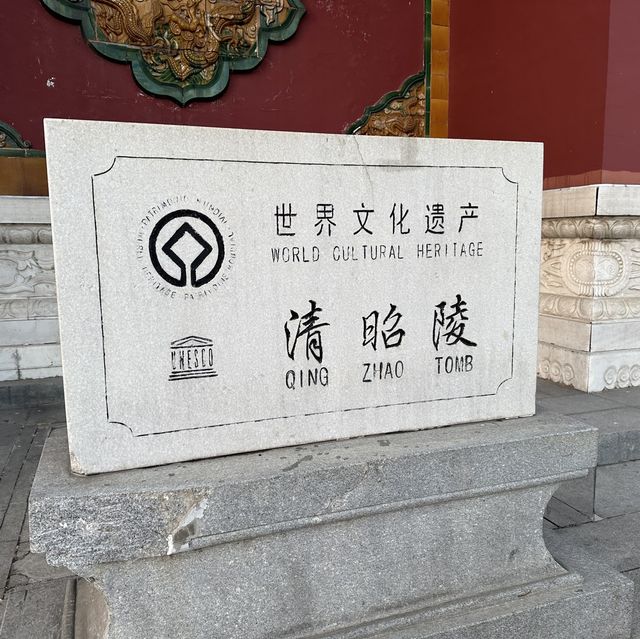 世界文化遗产
WORLD CULTURAL HERITAGE
清昭陵
QING ZHAO TOMB
UNESCO